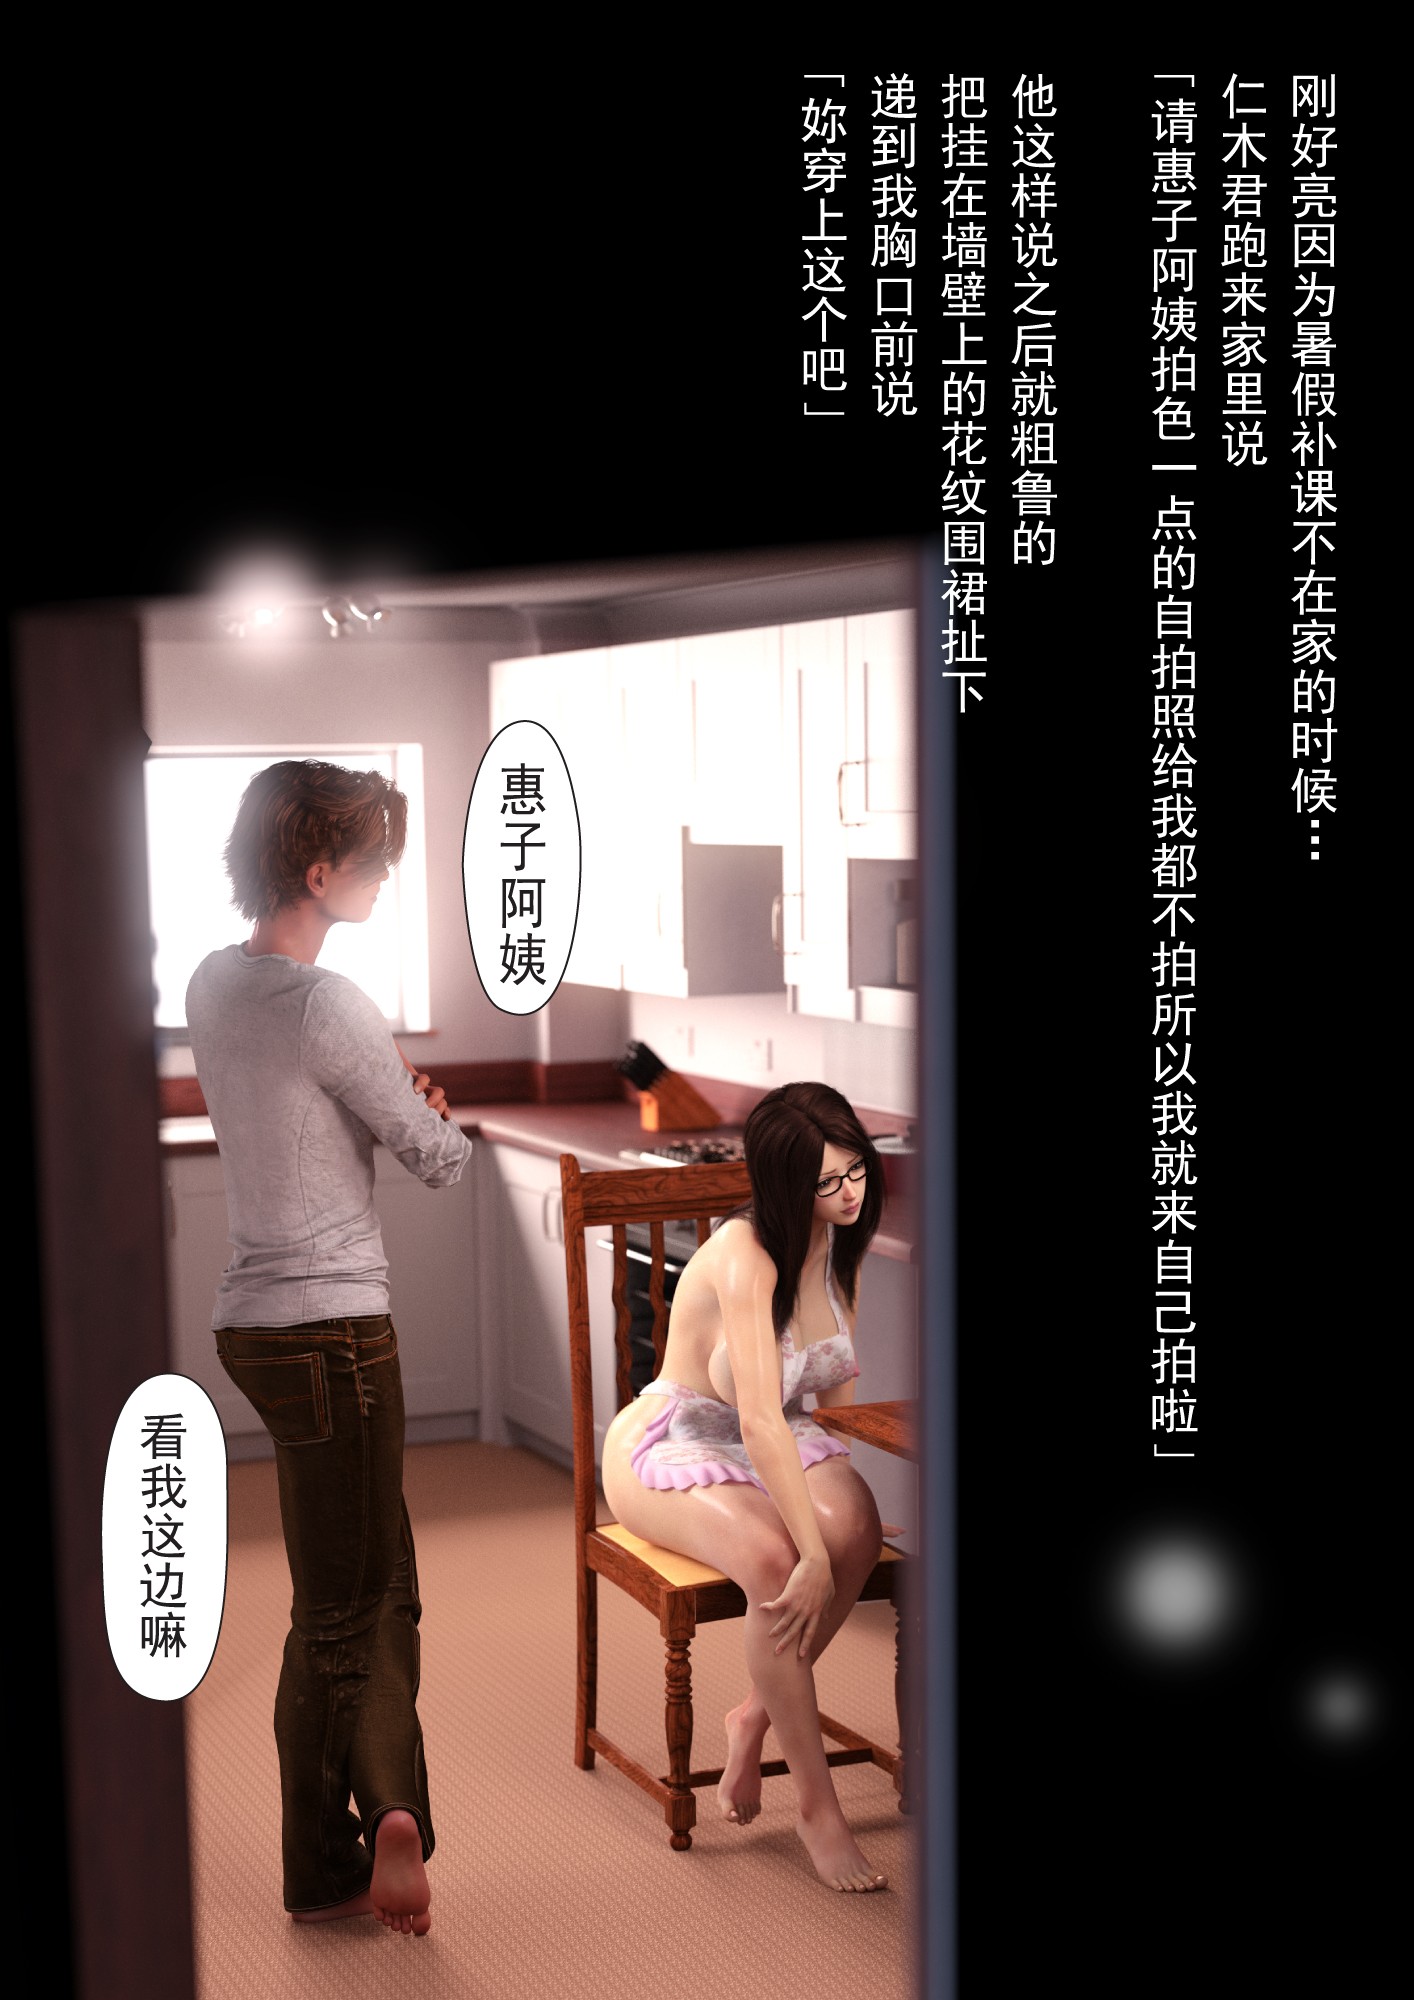 刚好亮因为暑假补课不在家的时候…
仁木君跑来家里说
「请惠子阿姨拍色一点的自拍照给我都不拍所以我就来自己拍啦」
他这样说之后就粗鲁的
把挂在墙壁上的花纹围裙扯下
递到我胸口前说
「妳穿上这个吧」
惠子阿姨
看我这边嘛